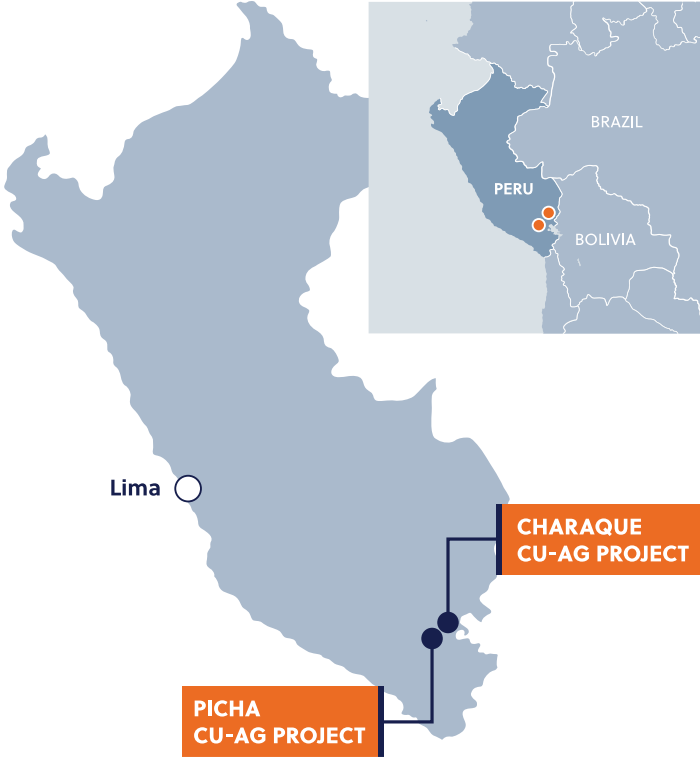 BRAZIL
PERU
BOLIVIA
Lima
CHARAQUE
CU-AG PROJECT
PICHA
CU-AG PROJECT